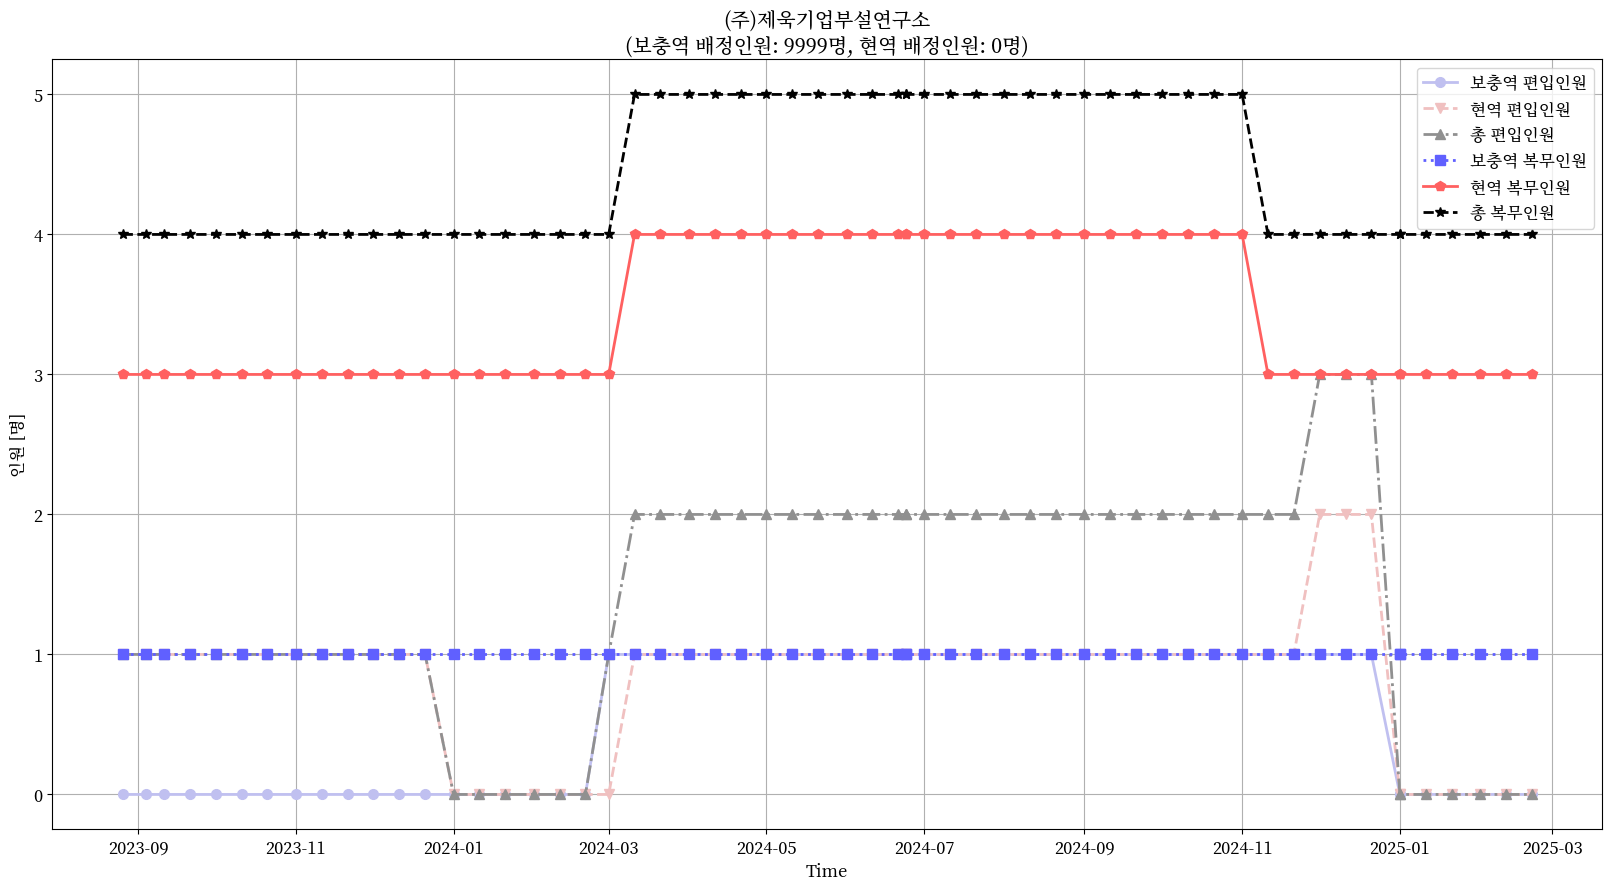 (주)제욱기업부설연구소
(보충역 배정인원: 9999명, 현역 배정인원: 0명)
보충역 편입인원
현역 편입인원
총 편입인원
보충역 복무인원
현역 복무인원
총 복무인원
인원 [명]
5
4
3
2
1
0
2023-09 2023-11 2024-01 2024-03 2024-05 2024-07 2024-09 2024-11 2025-01 2025-03
Time